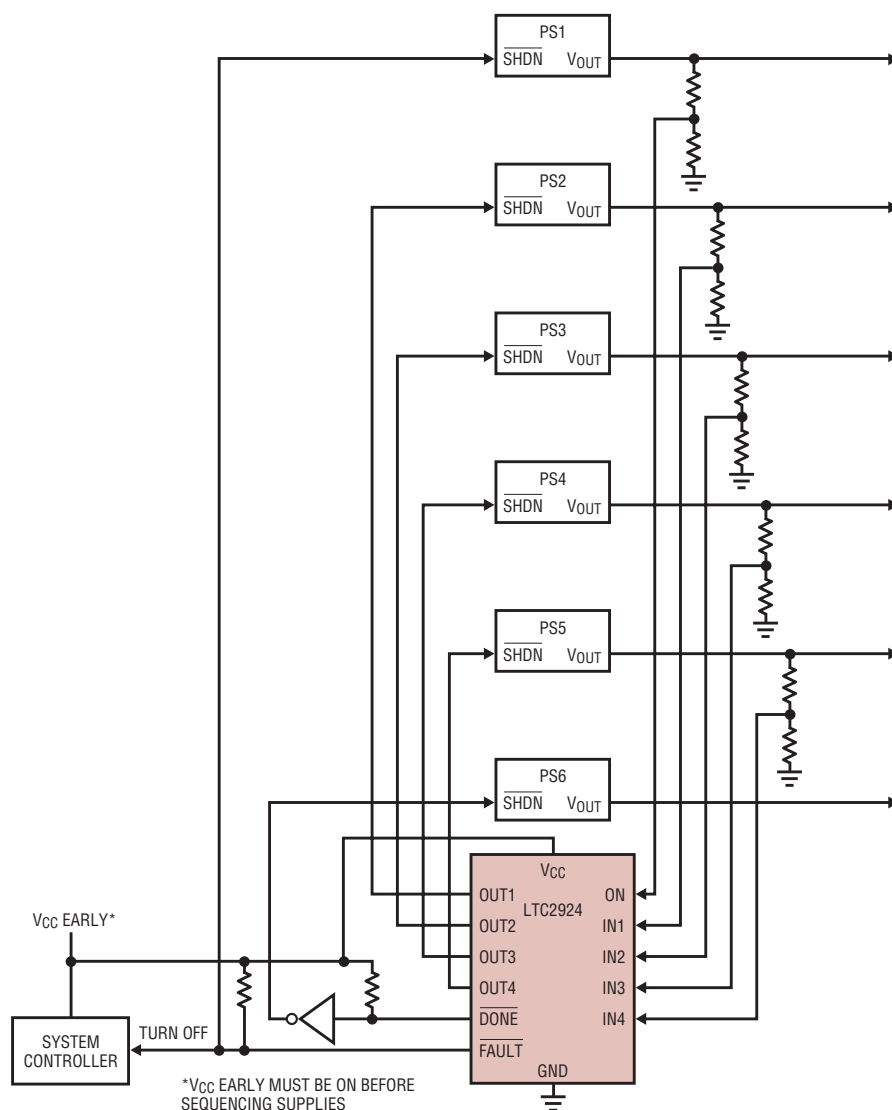 PS1
SHDN VOUT
PS2
SHDN VOUT
PS3
SHDN VOUT
PS4
SHDN VOUT
PS5
SHDN VOUT
PS6
SHDN VOUT
VCC
OUT1 ON
LTC2924
OUT2 IN1
OUT3 IN2
OUT4 IN3
DONE IN4
FAULT
GND
VCC EARLY*
SYSTEM
CONTROLLER
TURN OFF
*VCC EARLY MUST BE ON BEFORE
SEQUENCING SUPPLIES